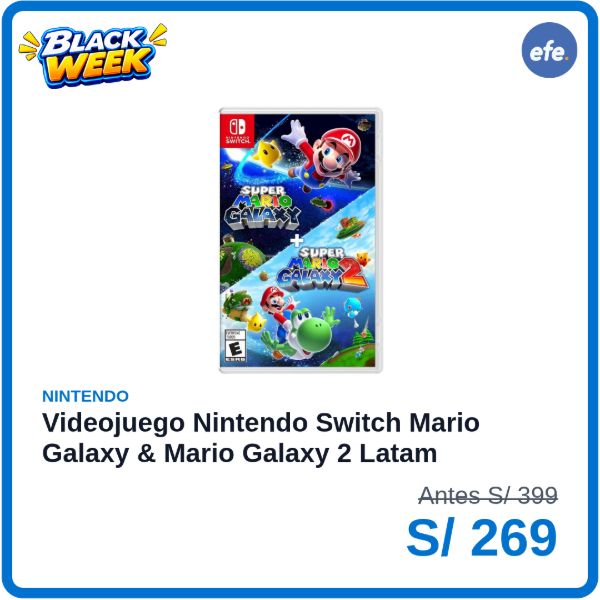 BLACK
WEEK
efe.
NINTENDO
SWITCH
SUPER
MARIO
GALAXY
+
SUPER
MARIO
GALAXY 2
E
ESRB
NINTENDO
Videojuego Nintendo Switch Mario
Galaxy & Mario Galaxy 2 Latam
Antes S/ 399
S/ 269